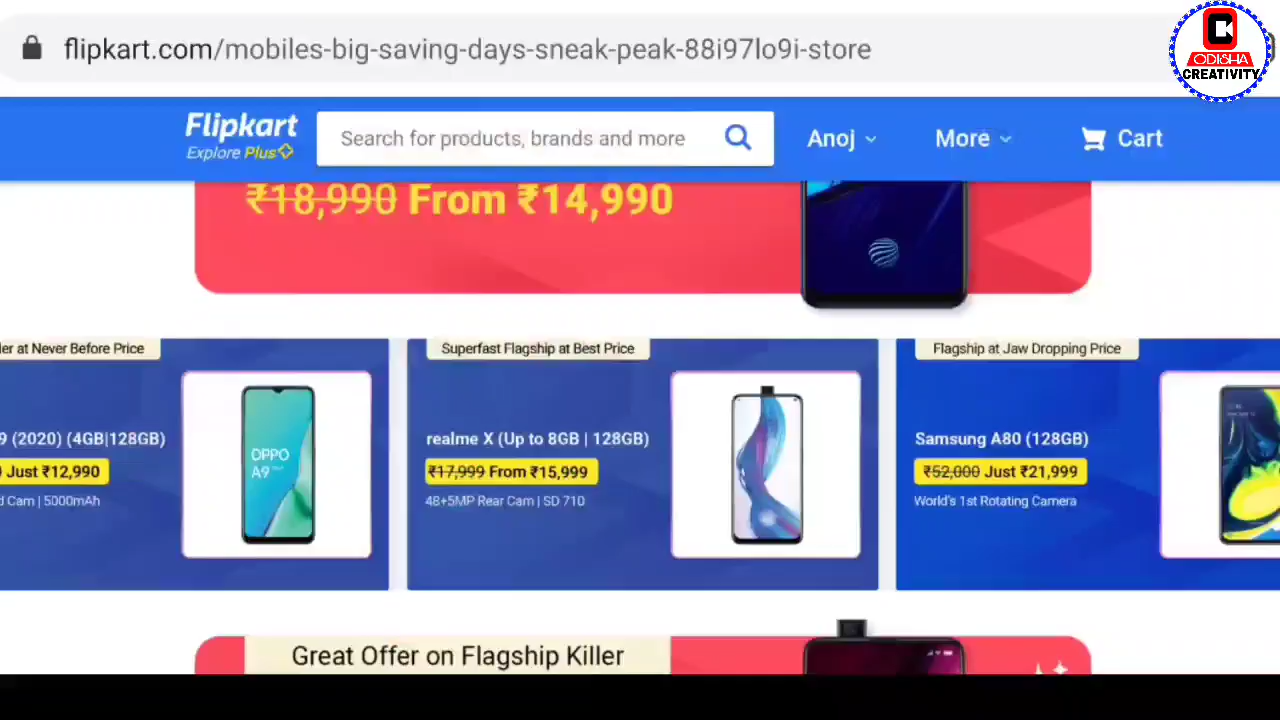 flipkart.com/mobiles-big-saving-days-sneak-peak-88i97lo9i-store
ODISHA
CREATIVITY
Flipkart
Explore Plus
Search for products, brands and more
Anoj
More
Cart
₹18,990 From ₹14,990
at Never Before Price
9 (2020) (4GB|128GB)
Just ₹12,990
Cam | 5000mAh
OPPO
A9
Superfast Flagship at Best Price
realme X (Up to 8GB | 128GB)
₹17,999 From ₹15,999
48+5MP Rear Cam | SD 710
Flagship at Jaw Dropping Price
Samsung A80 (128GB)
₹52,000 Just ₹21,999
World's 1st Rotating Camera
Great Offer on Flagship Killer